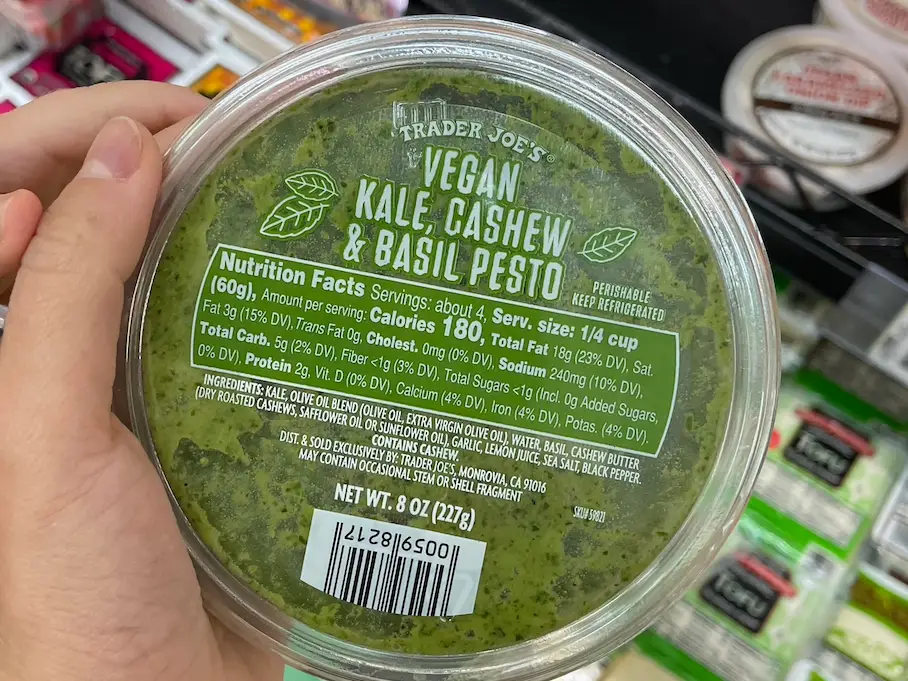 TRADER JOE'S®
VEGAN
KALE, CASHEW
& BASIL PESTO
PERISHABLE
KEEP REFRIGERATED
Nutrition Facts Servings: about 4, Serv. size: 1/4 cup
(60g), Amount per serving: Calories 180, Total Fat 18g (23% DV), Sat.
Fat 3g (15% DV), Trans Fat 0g, Cholest. 0mg (0% DV), Sodium 240mg (10% DV),
Total Carb. 5g (2% DV), Fiber <1g (3% DV), Total Sugars <1g (Incl. 0g Added Sugars,
0% DV), Protein 2g, Vit. D (0% DV), Calcium (4% DV), Iron (4% DV), Potas. (4% DV).
INGREDIENTS: KALE, OLIVE OIL BLEND (OLIVE OIL, EXTRA VIRGIN OLIVE OIL), WATER, BASIL, CASHEW BUTTER
(DRY ROASTED CASHEWS, SAFFLOWER OIL OR SUNFLOWER OIL), GARLIC, LEMON JUICE, SEA SALT, BLACK PEPPER.
CONTAINS CASHEW.
DIST. & SOLD EXCLUSIVELY BY: TRADER JOE'S, MONROVIA, CA 91016
MAY CONTAIN OCCASIONAL STEM OR SHELL FRAGMENT
NET WT. 8 OZ (227g)
SKU# 59821
0059 8217
Tofu
Tofu